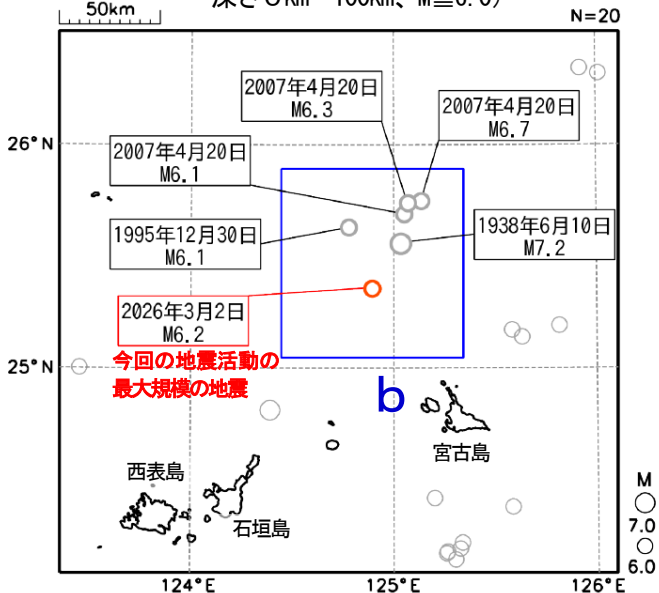 50km
N=20
2007年4月20日
M6.3
2007年4月20日
M6.7
26°N
2007年4月20日
M6.1
1995年12月30日
M6.1
1938年6月10日
M7.2
2026年3月2日
M6.2
今回の地震活動の
最大規模の地震
25°N
b
宮古島
西表島
石垣島
M
7.0
6.0
124°E
125°E
126°E